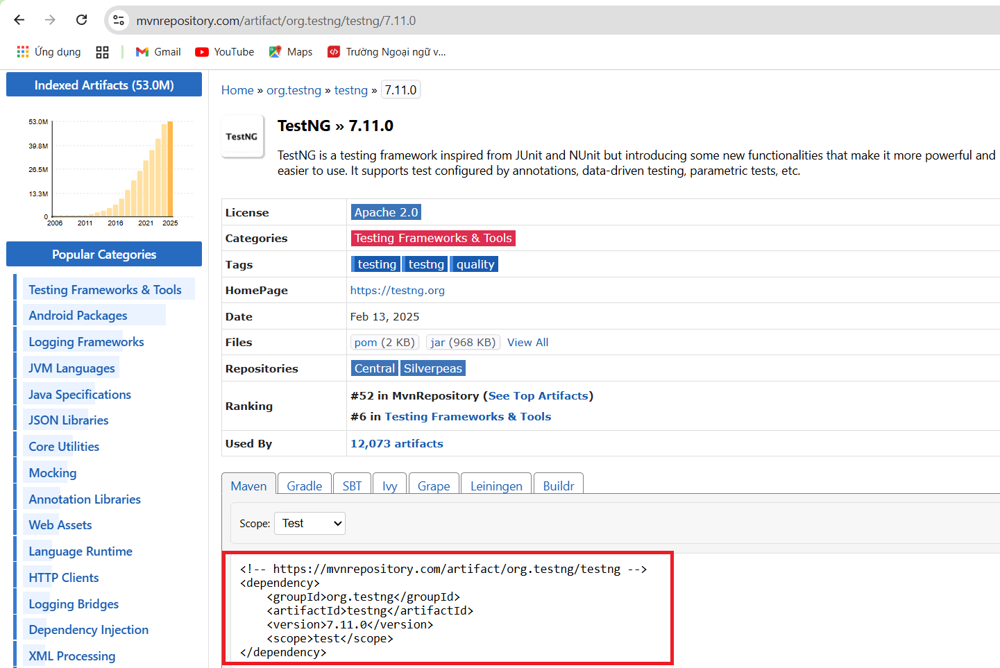 mvnrepository.com/artifact/org.testng/testng/7.11.0
Ứng dụng
Gmail
YouTube
Maps
Trường Ngoại ngữ v...
Indexed Artifacts (53.0M)
53.0M
39.8M
26.5M
13.3M
0
2006 2011 2016 2021 2025
Popular Categories
Testing Frameworks & Tools
Android Packages
Logging Frameworks
JVM Languages
Java Specifications
JSON Libraries
Core Utilities
Mocking
Annotation Libraries
Web Assets
Language Runtime
HTTP Clients
Logging Bridges
Dependency Injection
XML Processing
Home » org.testng » testng » 7.11.0
TestNG
TestNG » 7.11.0
TestNG is a testing framework inspired from JUnit and NUnit but introducing some new functionalities that make it more powerful and
easier to use. It supports test configured by annotations, data-driven testing, parametric tests, etc.
License Apache 2.0
Categories Testing Frameworks & Tools
Tags testing testng quality
HomePage https://testng.org
Date Feb 13, 2025
Files pom (2 KB) jar (968 KB) View All
Repositories Central Silverpeas
Ranking #52 in MvnRepository (See Top Artifacts)
#6 in Testing Frameworks & Tools
Used By 12,073 artifacts
Maven Gradle SBT Ivy Grape Leiningen Buildr
Scope: Test
<!-- https://mvnrepository.com/artifact/org.testng/testng -->
<dependency>
    <groupId>org.testng</groupId>
    <artifactId>testng</artifactId>
    <version>7.11.0</version>
    <scope>test</scope>
</dependency>